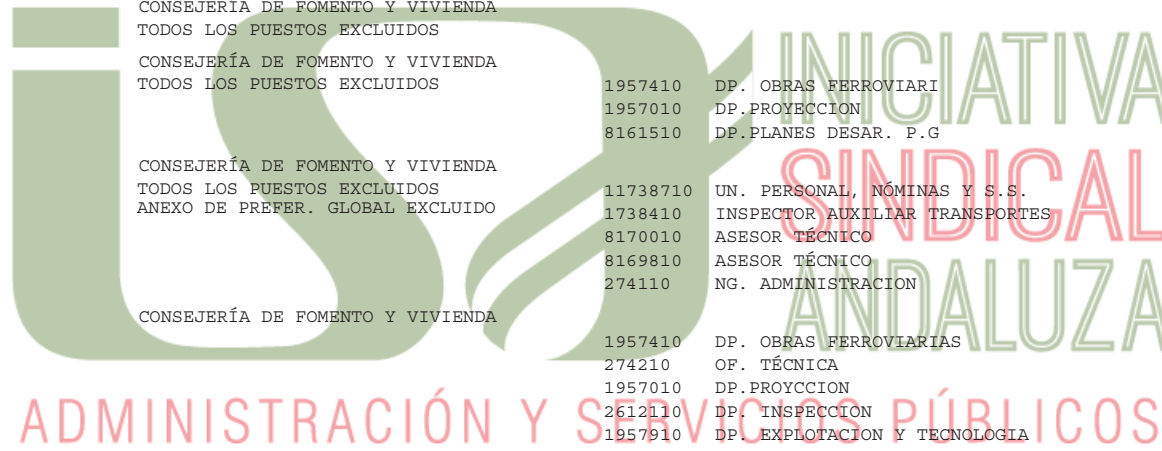 CONSEJERÍA DE FOMENTO Y VIVIENDA
TODOS LOS PUESTOS EXCLUIDOS
CONSEJERÍA DE FOMENTO Y VIVIENDA
TODOS LOS PUESTOS EXCLUIDOS
1957410 DP. OBRAS FERROVIARI
1957010 DP.PROYECCION
8161510 DP.PLANES DESAR. P.G
CONSEJERÍA DE FOMENTO Y VIVIENDA
TODOS LOS PUESTOS EXCLUIDOS
ANEXO DE PREFER. GLOBAL EXCLUIDO
11738710 UN. PERSONAL, NÓMINAS Y S.S.
1738410 INSPECTOR AUXILIAR TRANSPORTES
8170010 ASESOR TÉCNICO
8169810 ASESOR TÉCNICO
274110 NG. ADMINISTRACION
CONSEJERÍA DE FOMENTO Y VIVIENDA
1957410 DP. OBRAS FERROVIARIAS
274210 OF. TÉCNICA
1957010 DP.PROYCCION
2612110 DP. INSPECCION
1957910 DP. EXPLOTACION Y TECNOLOGIA
isa
INICIATIVA
SINDICAL
ANDALUZA
ADMINISTRACIÓN Y SERVICIOS PÚBLICOS